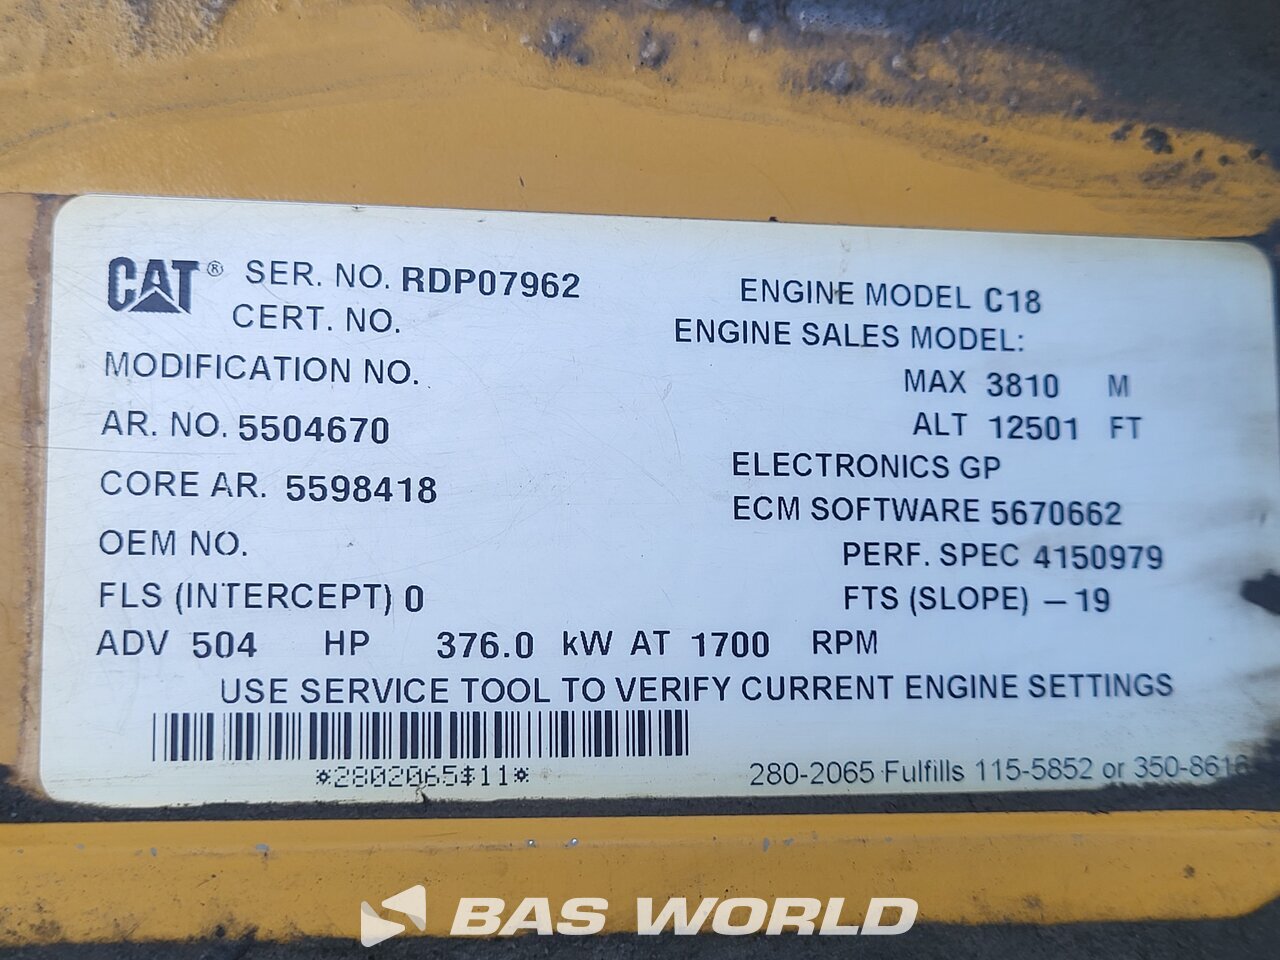 CAT® SER. NO. RDP07962 ENGINE MODEL C18
CERT. NO. ENGINE SALES MODEL:
MODIFICATION NO. MAX 3810 M
AR. NO. 5504670 ALT 12501 FT
CORE AR. 5598418 ELECTRONICS GP
ECM SOFTWARE 5670662
OEM NO. PERF. SPEC 4150979
FLS (INTERCEPT) 0 FTS (SLOPE) -19
ADV 504 HP 376.0 kW AT 1700 RPM
USE SERVICE TOOL TO VERIFY CURRENT ENGINE SETTINGS
*2802065$11*
280-2065 Fulfills 115-5852 or 350-8616
BAS WORLD